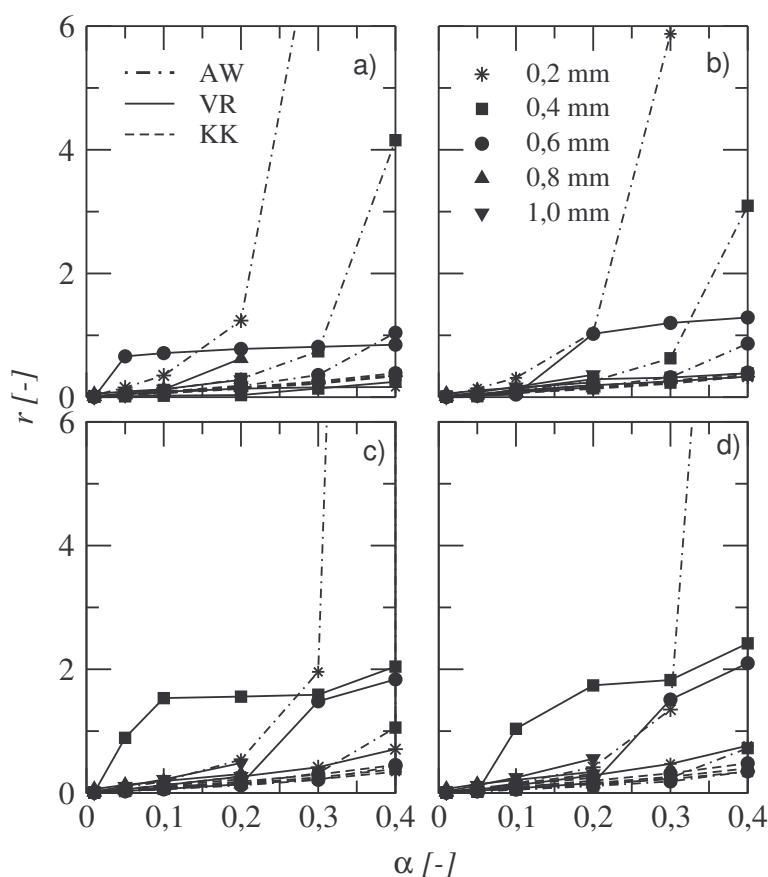 6
4
2
0
r [-]
AW
VR
KK
a)
0,2 mm
0,4 mm
0,6 mm
0,8 mm
1,0 mm
b)
6
4
2
0
c)
d)
0 0,1 0,2 0,3 0,4
0 0,1 0,2 0,3 0,4
α [-]